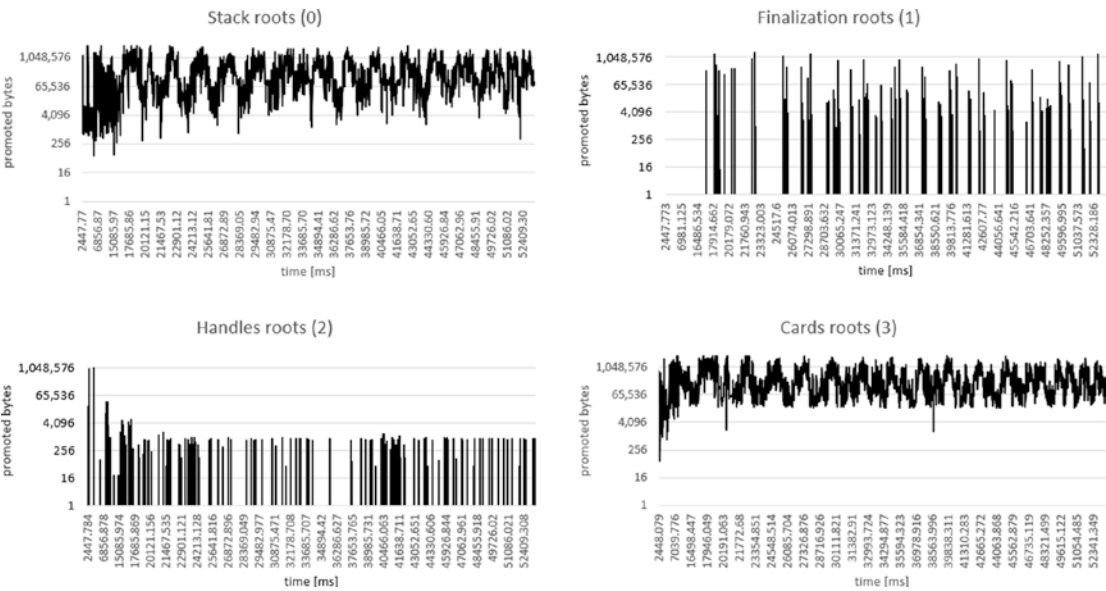 Stack roots (0)
promoted bytes
1,048,576
65,536
4,096
256
16
1
2447.77 6856.87 15085.97 17685.86 20121.15 21467.53 22901.12 24213.12 25641.81 26872.89 28369.05 29482.94 30875.47 32178.70 33685.70 34894.41 36286.62 37653.76 38985.72 40466.05 41638.71 43052.65 44330.60 45926.84 47062.96 48455.91 49726.02 51086.02 52409.30
time [ms]
Finalization roots (1)
promoted bytes
1,048,576
65,536
4,096
256
16
1
2447.773 6981.125 16486.534 17914.662 20179.072 21760.943 23323.003 24517.6 26074.013 27298.891 28703.632 30065.247 31371.241 32973.123 34248.139 35584.418 36854.341 38550.621 39813.776 41281.613 42607.77 44056.641 45542.216 46703.641 48252.357 49596.995 51037.573 52328.186
time [ms]
Handles roots (2)
promoted bytes
1,048,576
65,536
4,096
256
16
1
2447.784 6856.878 15085.974 17685.869 20121.156 21467.535 22901.121 24213.128 25641.816 26872.896 28369.049 29482.977 30875.471 32178.708 33685.707 34894.42 36286.627 37653.765 38985.731 40466.063 41638.711 43052.651 44330.606 45926.844 47062.961 48455.918 49726.02 51086.021 52409.308
time [ms]
Cards roots (3)
promoted bytes
1,048,576
65,536
4,096
256
16
1
2448.079 7039.776 16498.447 17946.049 20191.063 21772.68 23354.851 24548.514 26085.704 27326.876 28716.926 30111.821 31382.91 32993.724 34294.877 35594.323 36978.916 38563.996 39838.311 41310.283 42665.272 44063.868 45562.879 46735.119 48321.499 49615.122 51054.485 52341.349
time [ms]